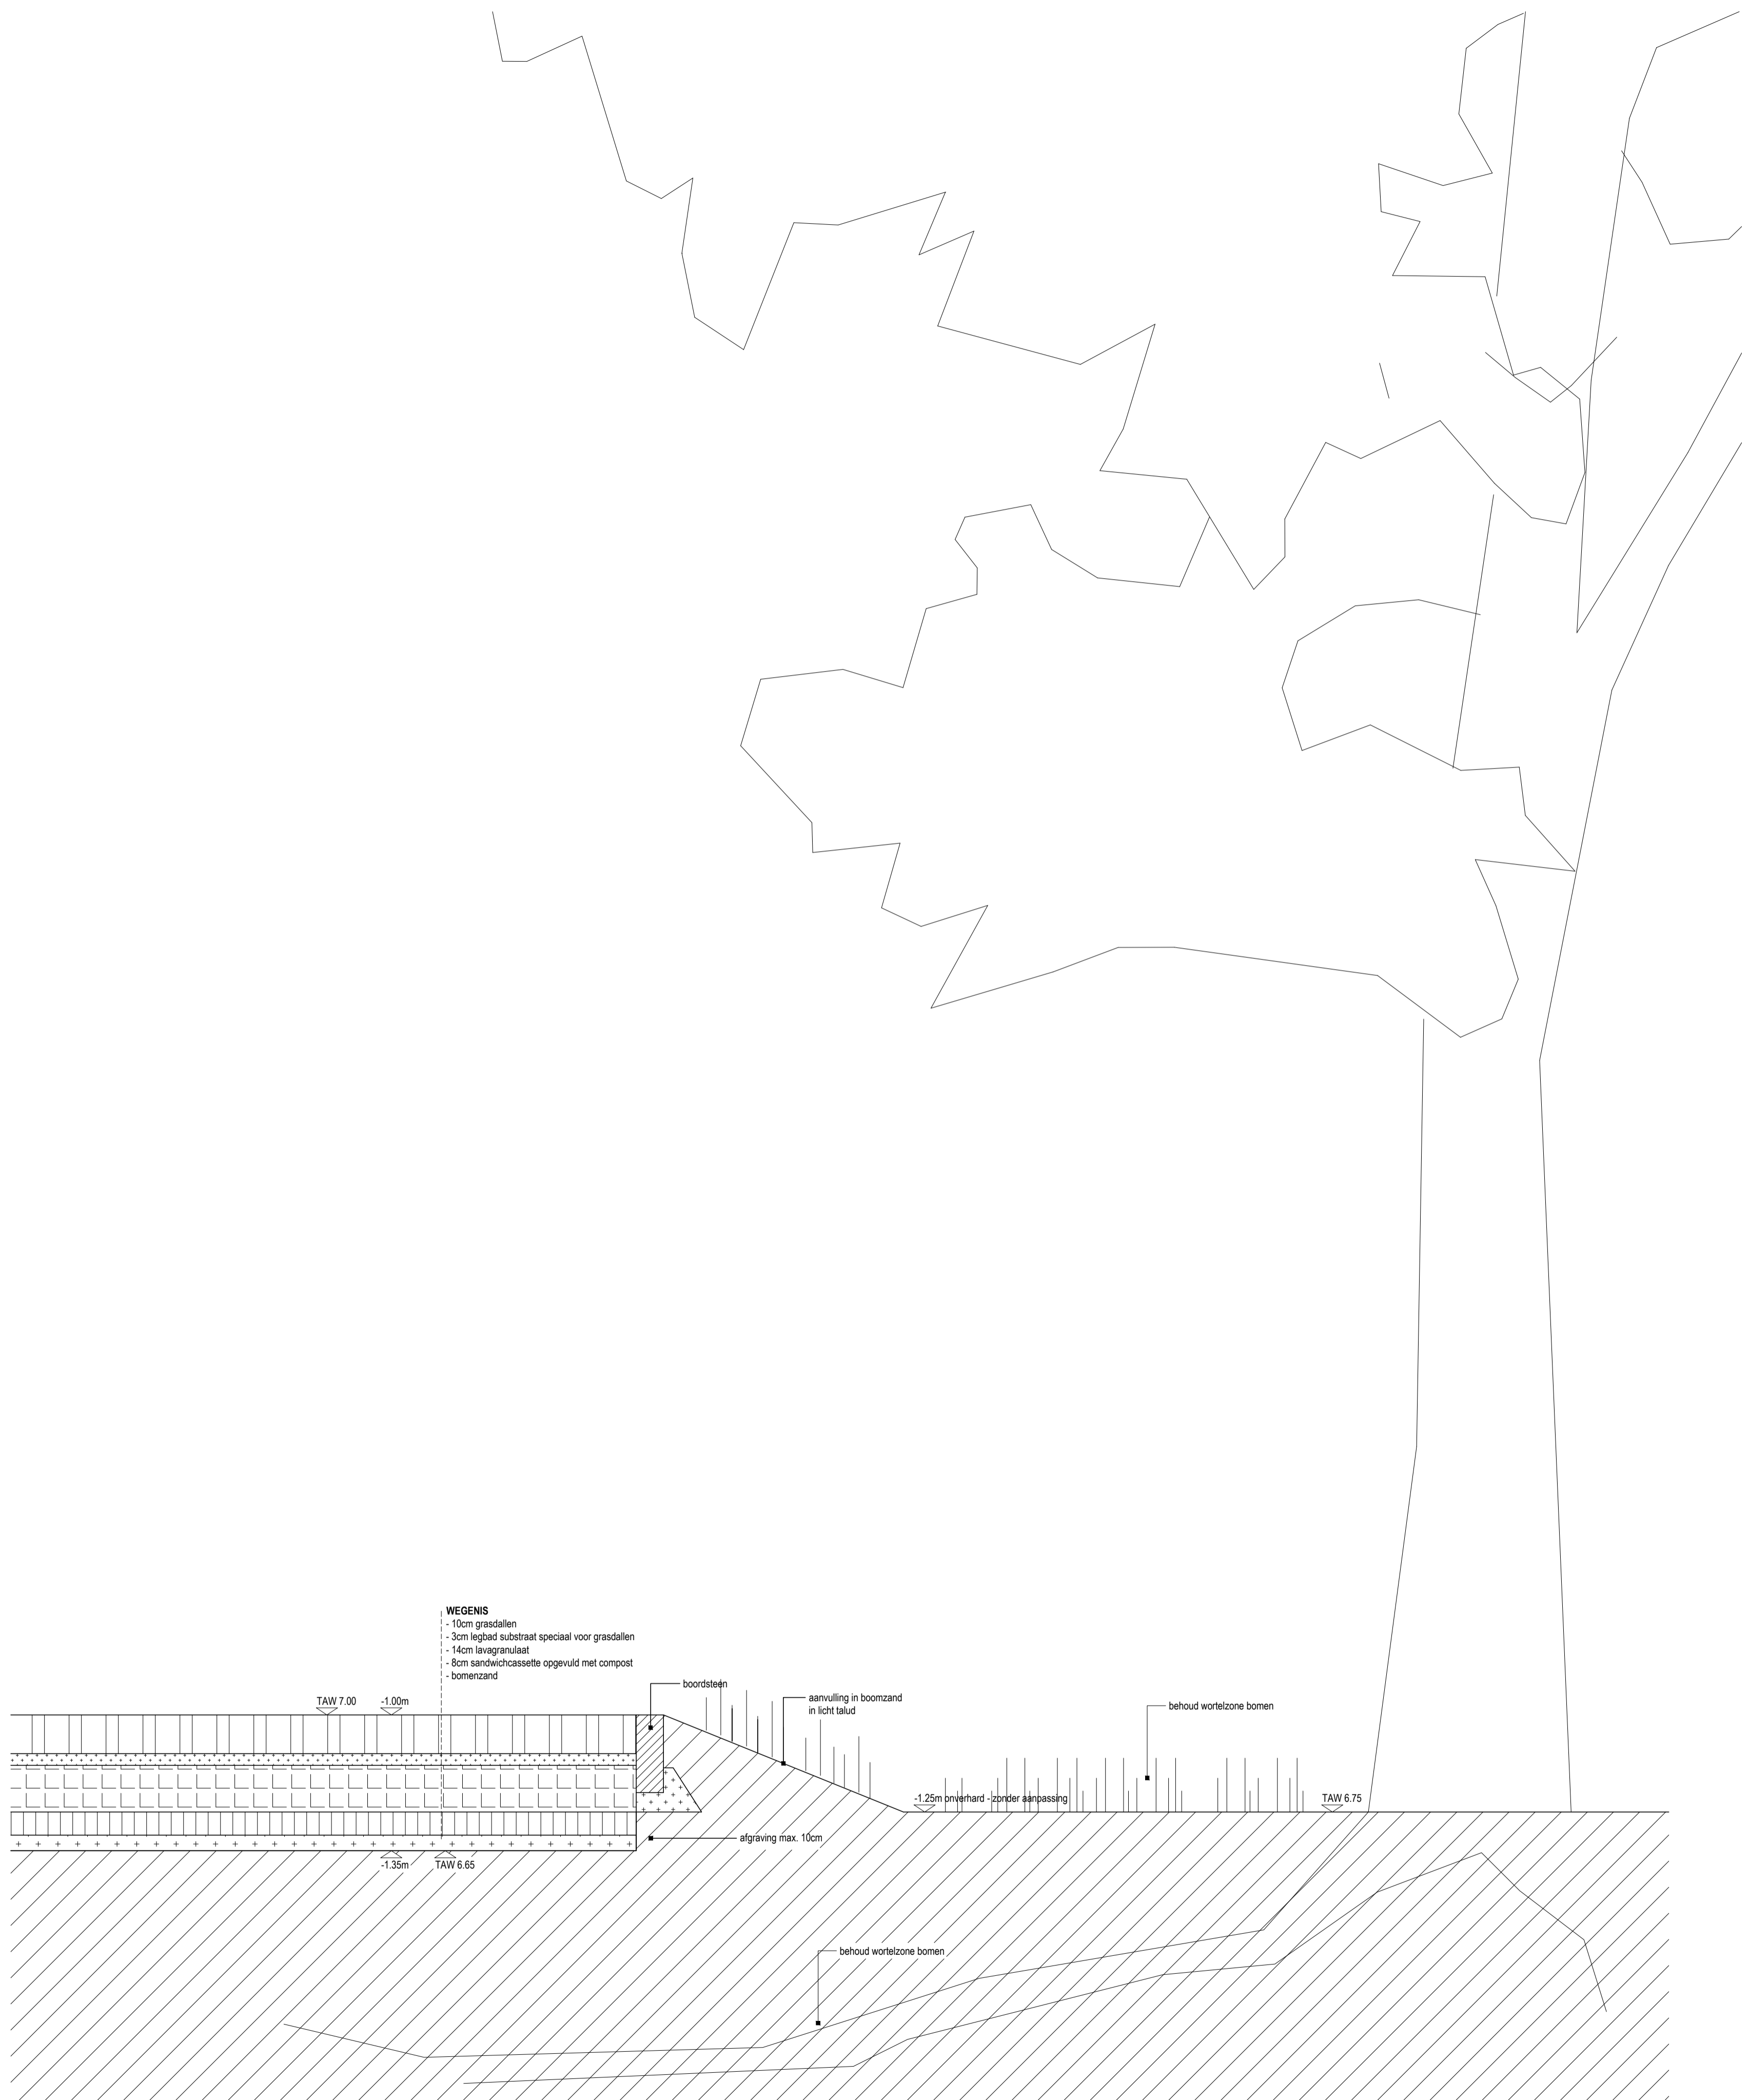 WEGENIS
- 10cm grasdallen
- 3cm legbad substraat speciaal voor grasdallen
- 14cm lavagranulaat
- 8cm sandwichcassette opgevuld met compost
- bomenzand
boordsteen
TAW 7.00
-1.00m
aanvulling in boomzand
in licht talud
behoud wortelzone bomen
-1.25m onverhard - zonder aanpassing
TAW 6.75
afgraving max. 10cm
-1.35m
TAW 6.65
behoud wortelzone bomen